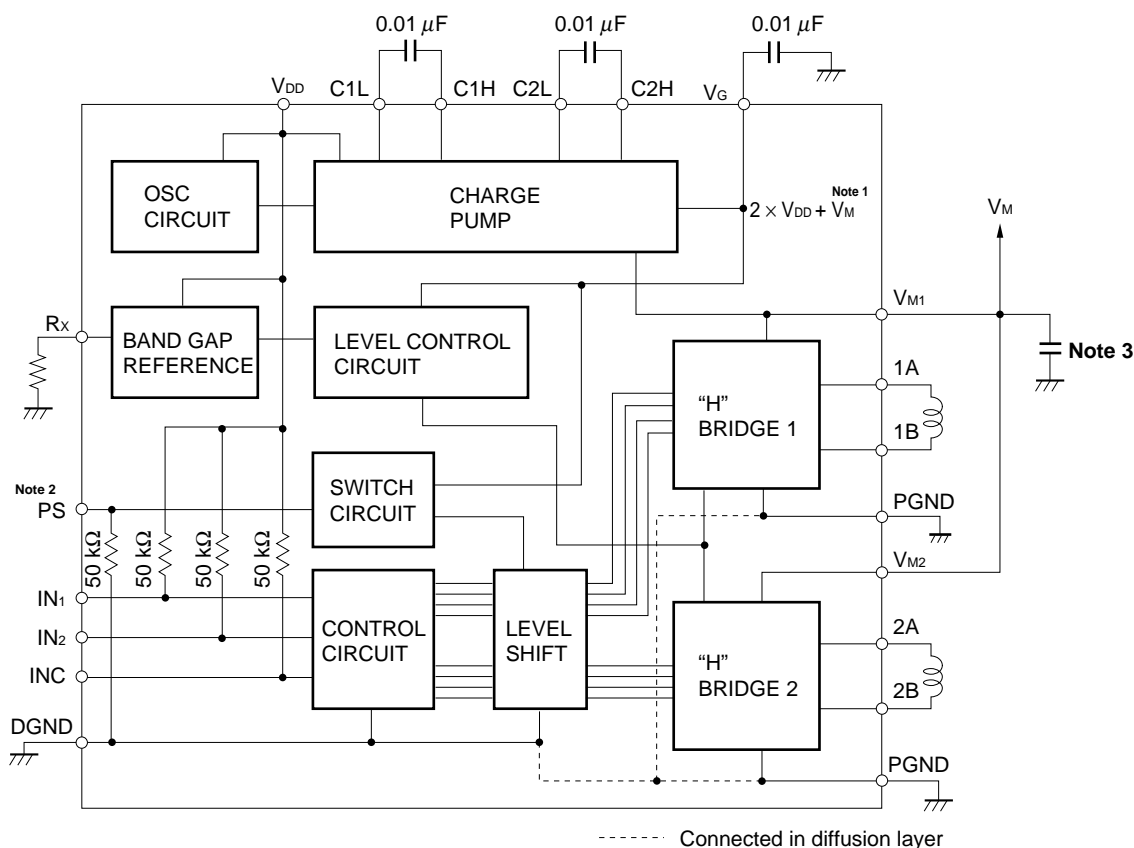 0.01 µF
0.01 µF
0.01 µF
VDD
C1L
C1H
C2L
C2H
VG
OSC
CIRCUIT
CHARGE
PUMP
2 × VDD + VM
Note 1
VM
RX
BAND GAP
REFERENCE
LEVEL CONTROL
CIRCUIT
VM1
Note 3
“H”
BRIDGE 1
1A
1B
Note 2
PS
SWITCH
CIRCUIT
PGND
50 kΩ
50 kΩ
50 kΩ
50 kΩ
VM2
IN1
IN2
INC
CONTROL
CIRCUIT
LEVEL
SHIFT
“H”
BRIDGE 2
2A
2B
DGND
PGND
Connected in diffusion layer